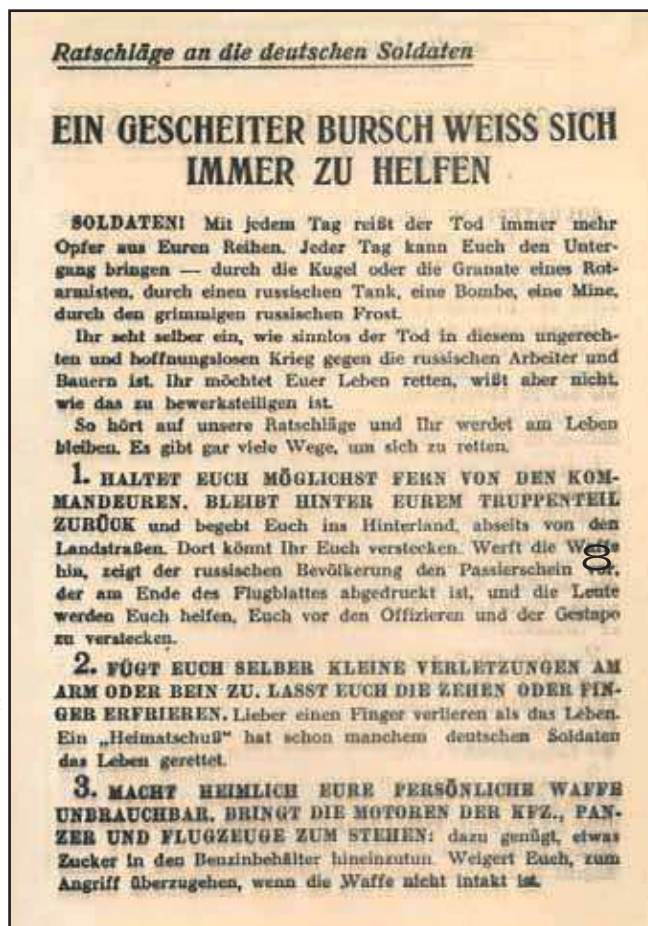 Ratschläge an die deutschen Soldaten
EIN GESCHEITER BURSCH WEISS SICH
IMMER ZU HELFEN
SOLDATEN! Mit jedem Tag reißt der Tod immer mehr
Opfer aus Euren Reihen. Jeder Tag kann Euch den Unter-
gang bringen — durch die Kugel oder die Granate eines Rot-
armisten, durch einen russischen Tank, eine Bombe, eine Mine,
durch den grimmigen russischen Frost.
Ihr seht selber ein, wie sinnlos der Tod in diesem ungerech-
ten und hoffnungslosen Krieg gegen die russischen Arbeiter und
Bauern ist. Ihr möchtet Euer Leben retten, wißt aber nicht,
wie das zu bewerkstelligen ist.
So hört auf unsere Ratschläge und Ihr werdet am Leben
bleiben. Es gibt gar viele Wege, um sich zu retten.
1. HALTET EUCH MÖGLICHST FERN VON DEN KOM-
MANDEUREN. BLEIBT HINTER EUREM TRUPPENTEIL
ZURÜCK und begebt Euch ins Hinterland, abseits von den
Landstraßen. Dort könnt Ihr Euch verstecken. Werft die Waffe
hin, zeigt der russischen Bevölkerung den Passierschein vor,
der am Ende des Flugblattes abgedruckt ist, und die Leute
werden Euch helfen, Euch vor den Offizieren und der Gestapo
zu verstecken.
2. FÜGT EUCH SELBER KLEINE VERLETZUNGEN AM
ARM ODER BEIN ZU. LASST EUCH DIE ZEHEN ODER FIN-
GER ERFRIEREN. Lieber einen Finger verlieren als das Leben.
Ein „Heimatschuß“ hat schon manchem deutschen Soldaten
das Leben gerettet.
3. MACHT HEIMLICH EURE PERSÖNLICHE WAFFE
UNBRAUCHBAR. BRINGT DIE MOTOREN DER KFZ., PAN-
ZER UND FLUGZEUGE ZUM STEHEN: dazu genügt, etwas
Zucker in den Benzinbehälter hineinzutun. Weigert Euch, zum
Angriff überzugehen, wenn die Waffe nicht intakt ist.